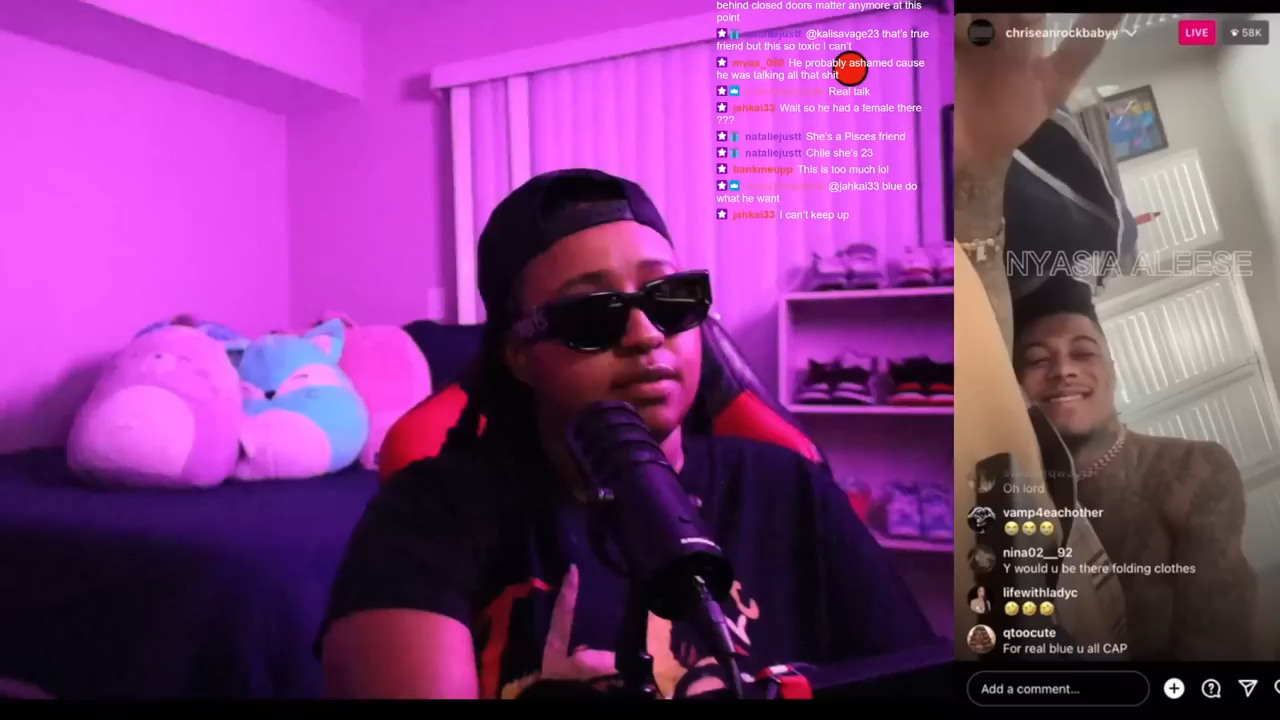 behind closed doors matter anymore at this
point
nataliejustt @kalisavage23 that's true
friend but this so toxic I can't
He probably ashamed cause
he was talking all that shit
Real talk
jahkai33 Wait so he had a female there
???
nataliejustt She's a Pisces friend
nataliejustt Chile she's 23
bankmeupp This is too much lol
@jahkai33 blue do
what he want
jahkai33 I can't keep up
chriseanrockbabyy
LIVE
58K
NYASIA ALEESE
Oh lord
vamp4eachother
nina02__92
Y would u be there folding clothes
lifewithladyc
qtoocute
For real blue u all CAP
Add a comment...